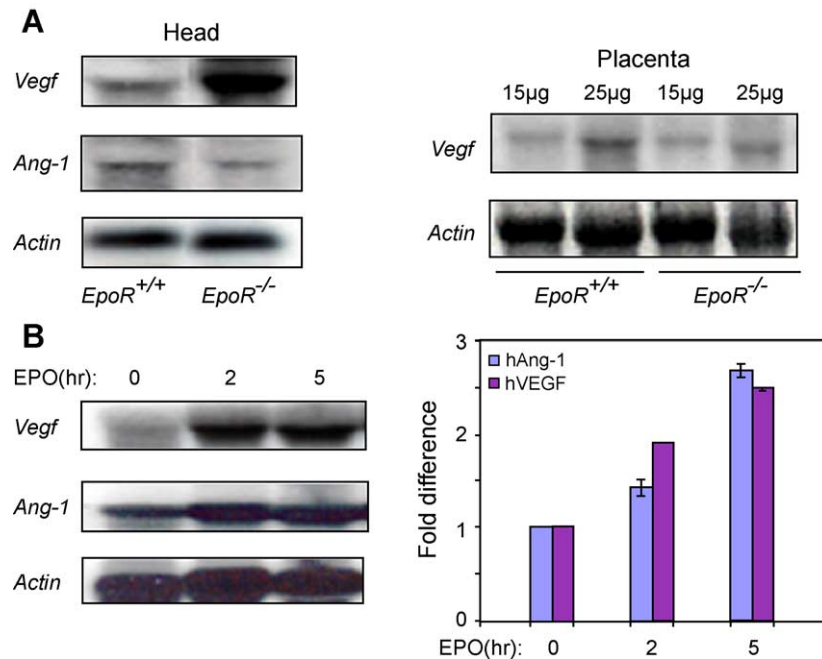 A
Head
Vegf
Ang-1
Actin
EpoR+/+ EpoR-/-
Placenta
15µg 25µg 15µg 25µg
Vegf
Actin
EpoR+/+ EpoR-/-
B
EPO(hr): 0 2 5
Vegf
Ang-1
Actin
hAng-1
hVEGF
Fold difference
3
2
1
0
EPO(hr): 0 2 5